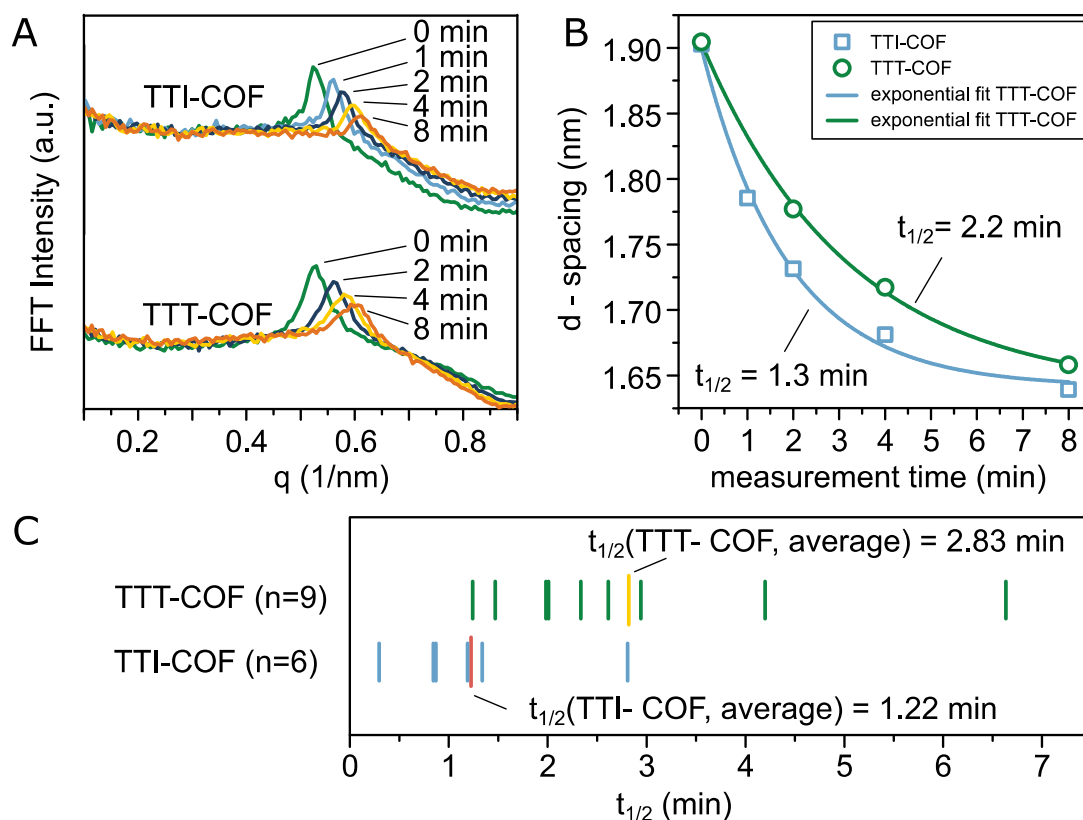 A
FFT Intensity (a.u.)
TTI-COF
0 min
1 min
2 min
4 min
8 min
TTT-COF
0 min
2 min
4 min
8 min
0.2 0.4 0.6 0.8
q (1/nm)
B
d - spacing (nm)
1.90
1.85
1.80
1.75
1.70
1.65
TTI-COF
TTT-COF
exponential fit TTT-COF
exponential fit TTT-COF
t1/2= 2.2 min
t1/2 = 1.3 min
0 1 2 3 4 5 6 7 8
measurement time (min)
C
t1/2(TTT- COF, average) = 2.83 min
TTT-COF (n=9)
TTI-COF (n=6)
t1/2(TTI- COF, average) = 1.22 min
0 1 2 3 4 5 6 7
t1/2 (min)